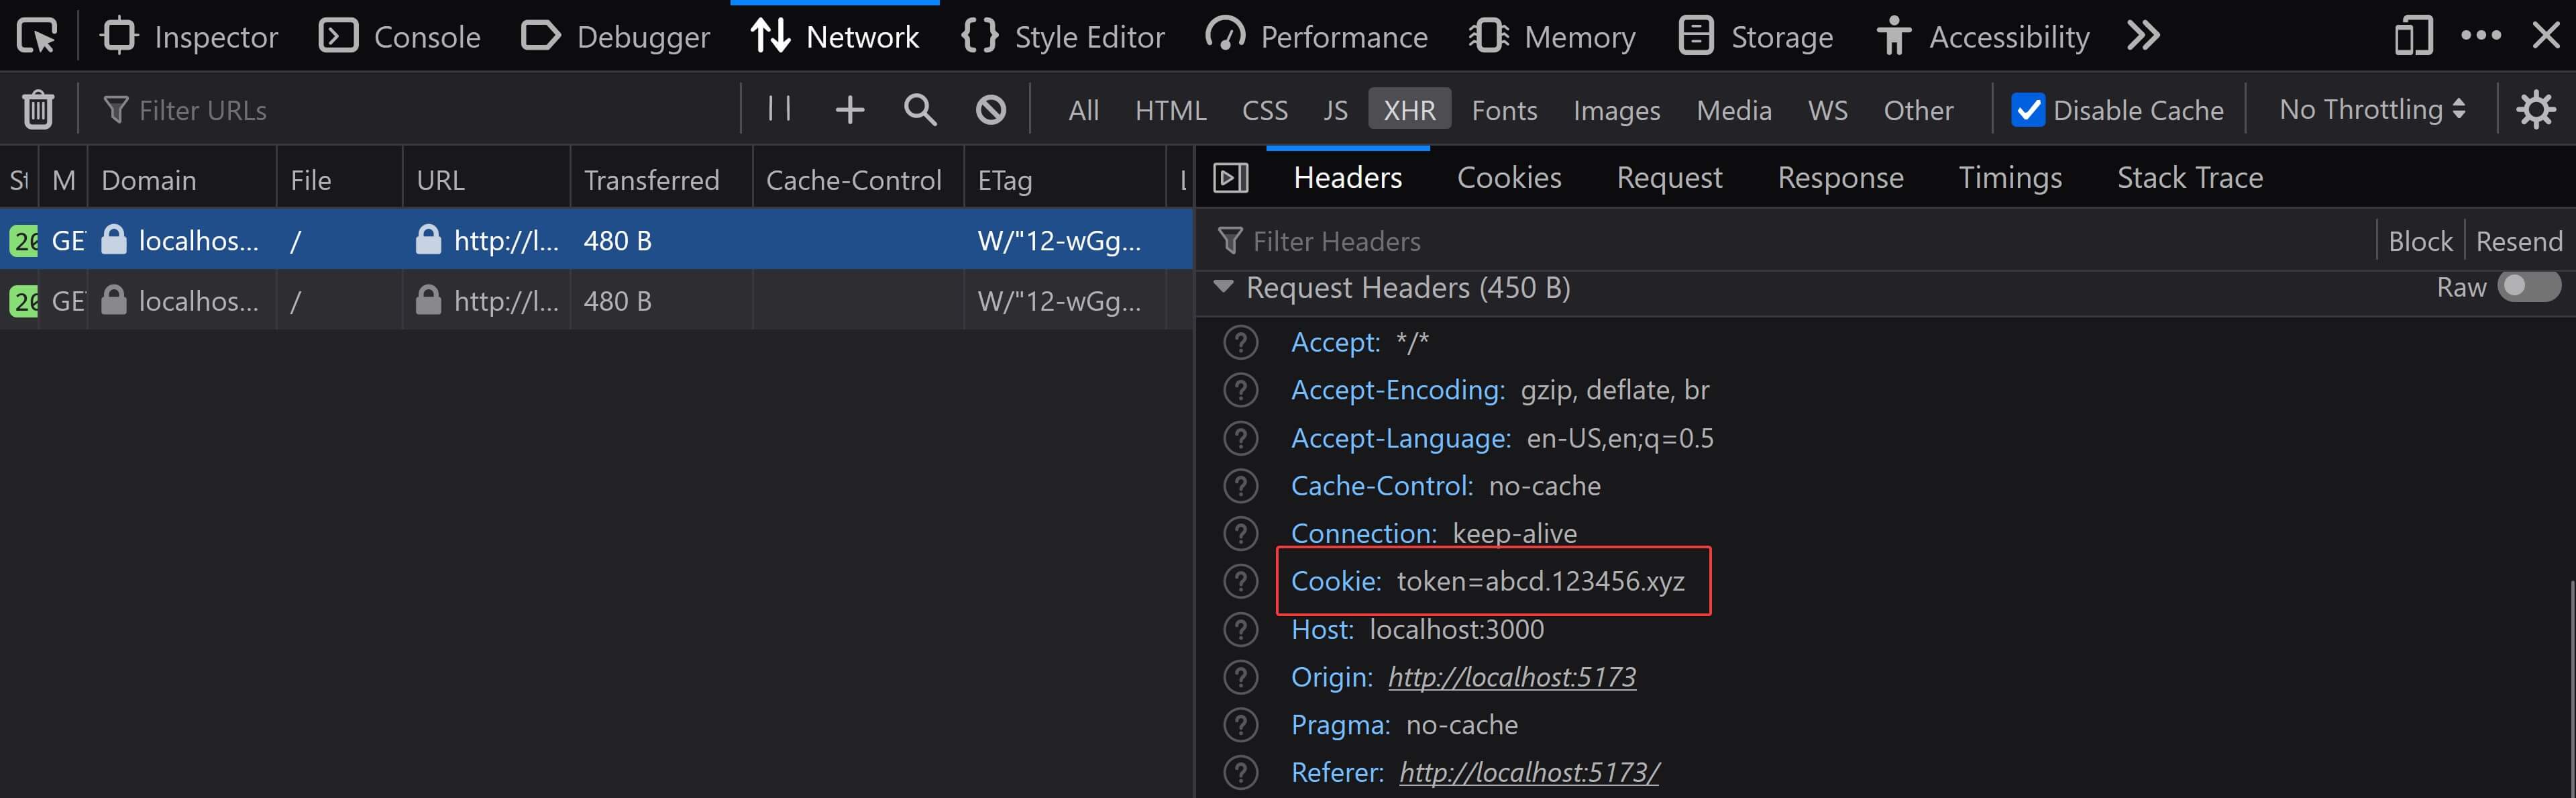 Inspector Console Debugger Network Style Editor Performance Memory Storage Accessibility
Filter URLs All HTML CSS JS XHR Fonts Images Media WS Other Disable Cache No Throttling
M Domain File URL Transferred Cache-Control ETag
Headers Cookies Request Response Timings Stack Trace
GE localhos... / http://l... 480 B W/"12-wGg...
GE localhos... / http://l... 480 B W/"12-wGg...
Filter Headers Block Resend
Request Headers (450 B) Raw
Accept: */*
Accept-Encoding: gzip, deflate, br
Accept-Language: en-US,en;q=0.5
Cache-Control: no-cache
Connection: keep-alive
Cookie: token=abcd.123456.xyz
Host: localhost:3000
Origin: http://localhost:5173
Pragma: no-cache
Referer: http://localhost:5173/